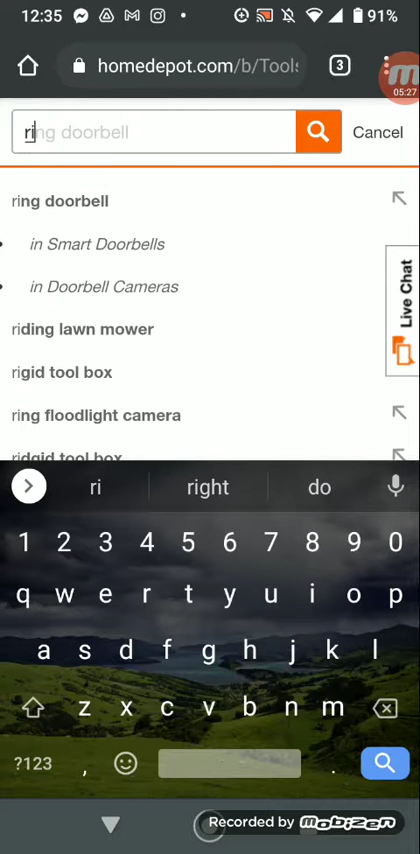 12:35
91%
homedepot.com/b/Tools
3
05:27
ring doorbell
Cancel
ring doorbell
in Smart Doorbells
in Doorbell Cameras
Live Chat
riding lawn mower
rigid tool box
ring floodlight camera
ridgid tool box
ri right do
1 2 3 4 5 6 7 8 9 0
q w e r t y u i o p
a s d f g h j k l
z x c v b n m
?123 , .
Recorded by mobizen